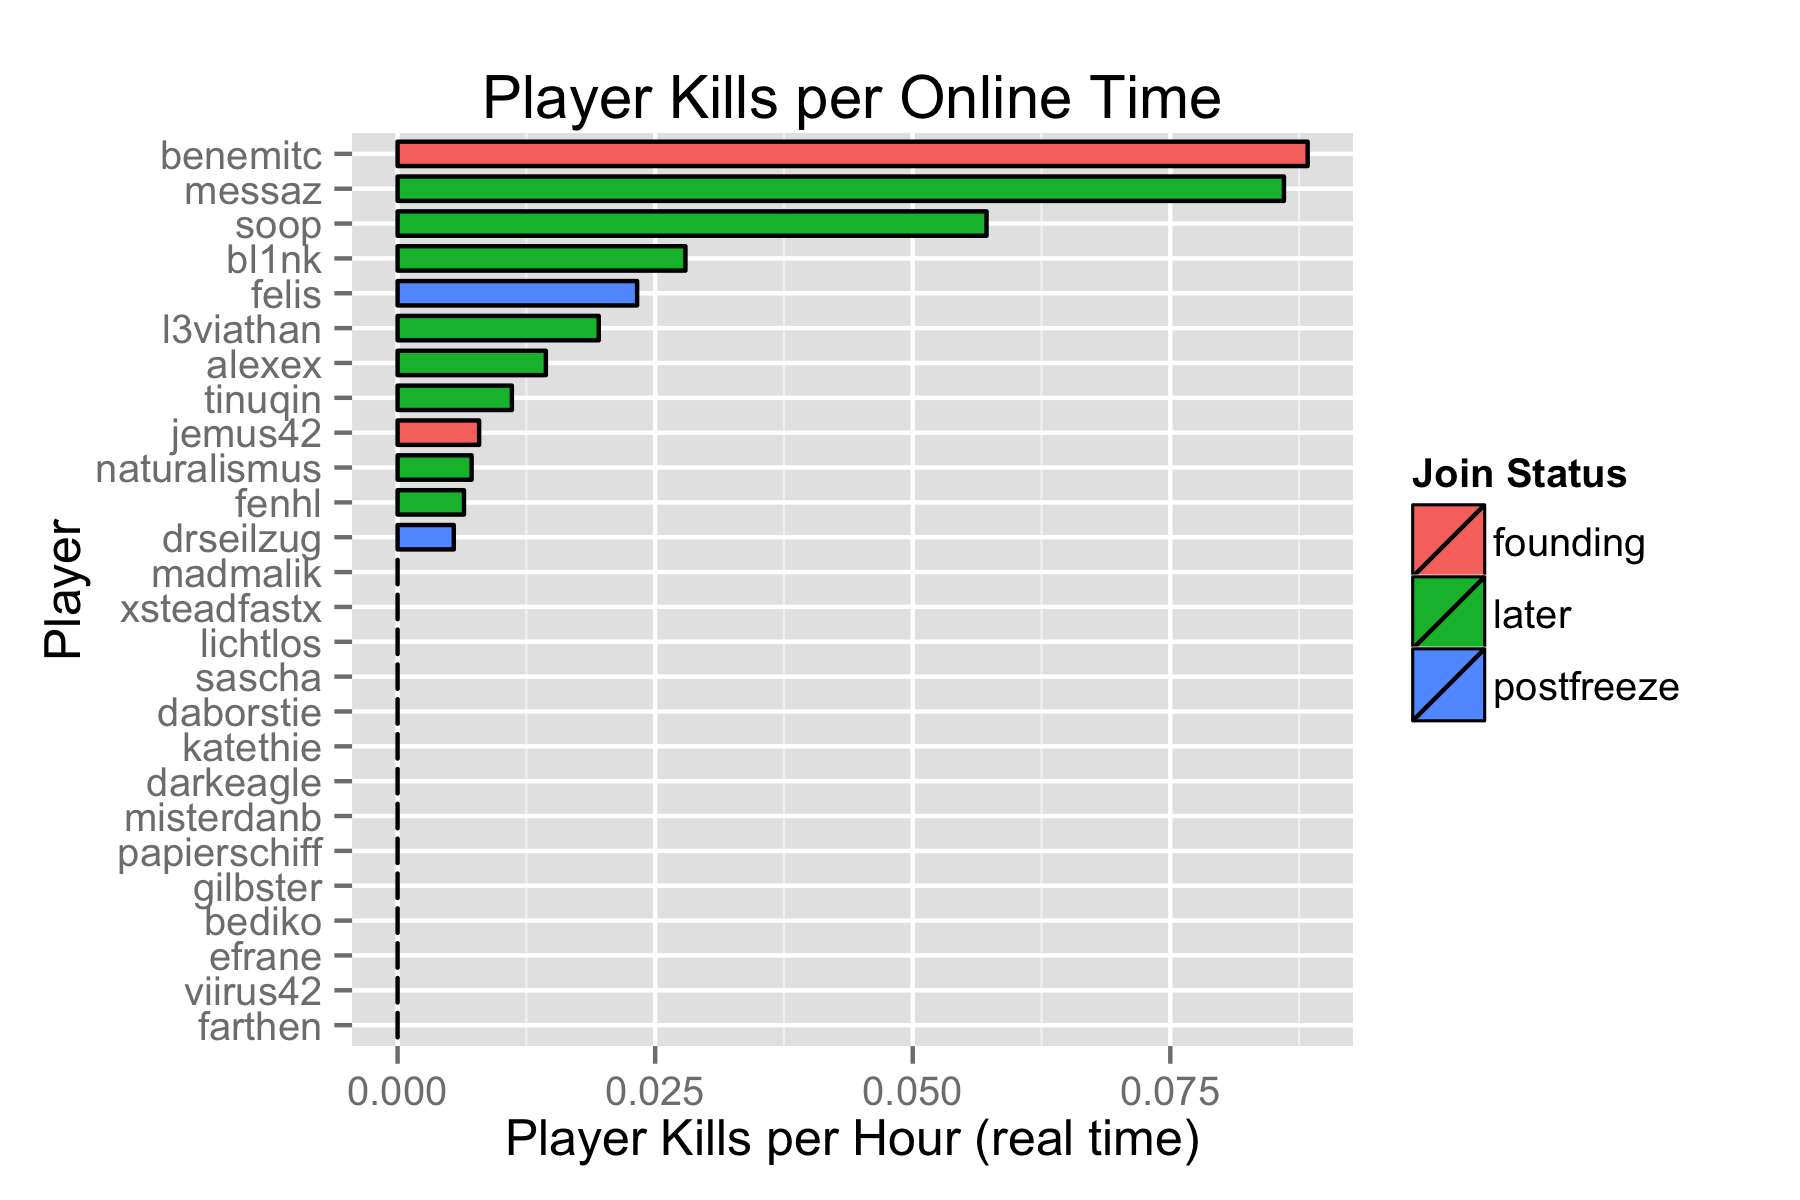 Player Kills per Online Time
benemitc
messaz
soop
bl1nk
felis
l3viathan
alexex
tinuqin
jemus42
naturalismus
fenhl
drseilzug
madmalik
xsteadfastx
lichtlos
sascha
daborstie
katethie
darkeagle
misterdanb
papierschiff
gilbster
bediko
efrane
viirus42
farthen
Player
0.000 0.025 0.050 0.075
Player Kills per Hour (real time)
Join Status
founding
later
postfreeze